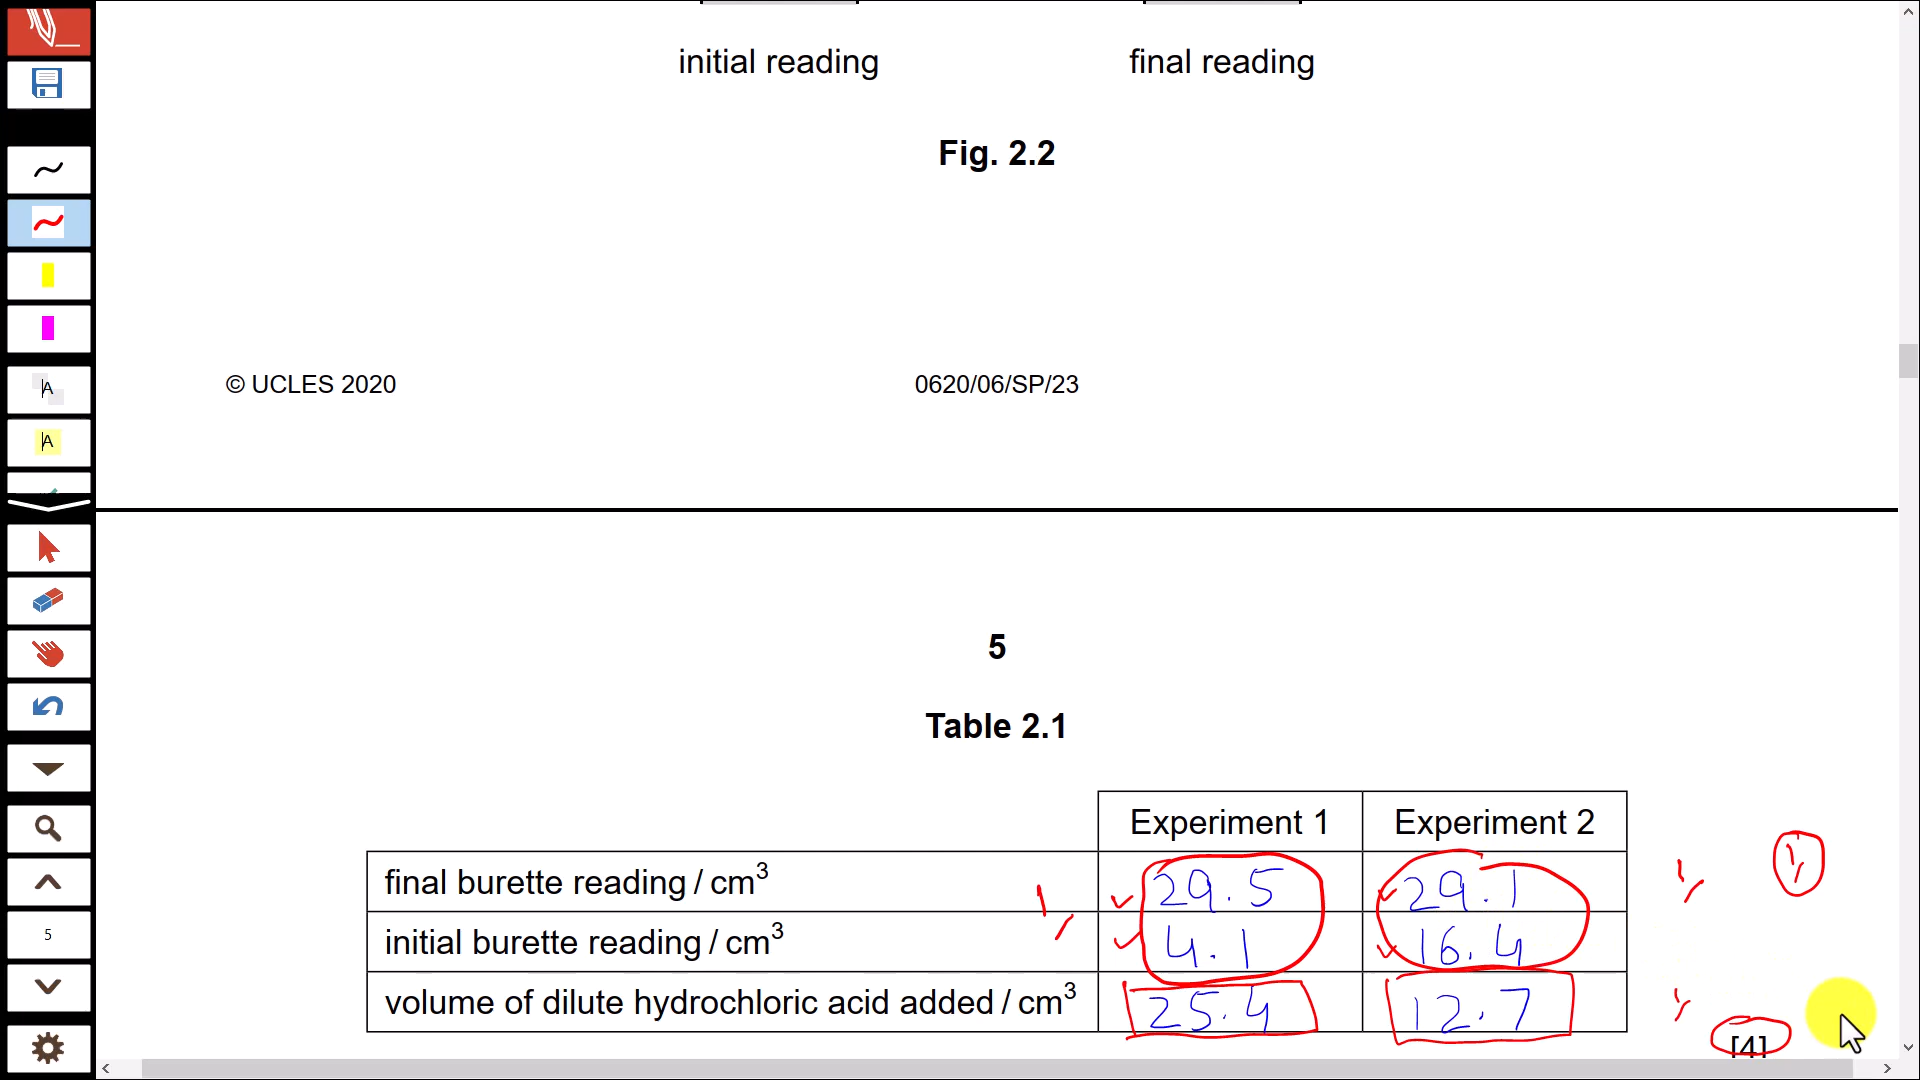 initial reading final reading
Fig. 2.2
A
© UCLES 2020 0620/06/SP/23
A
5
Table 2.1
Experiment 1 Experiment 2
final burette reading / cm³ 29.5 29.1
initial burette reading / cm³ 4.1 16.4
5
volume of dilute hydrochloric acid added / cm³ 25.4 12.7
[4]